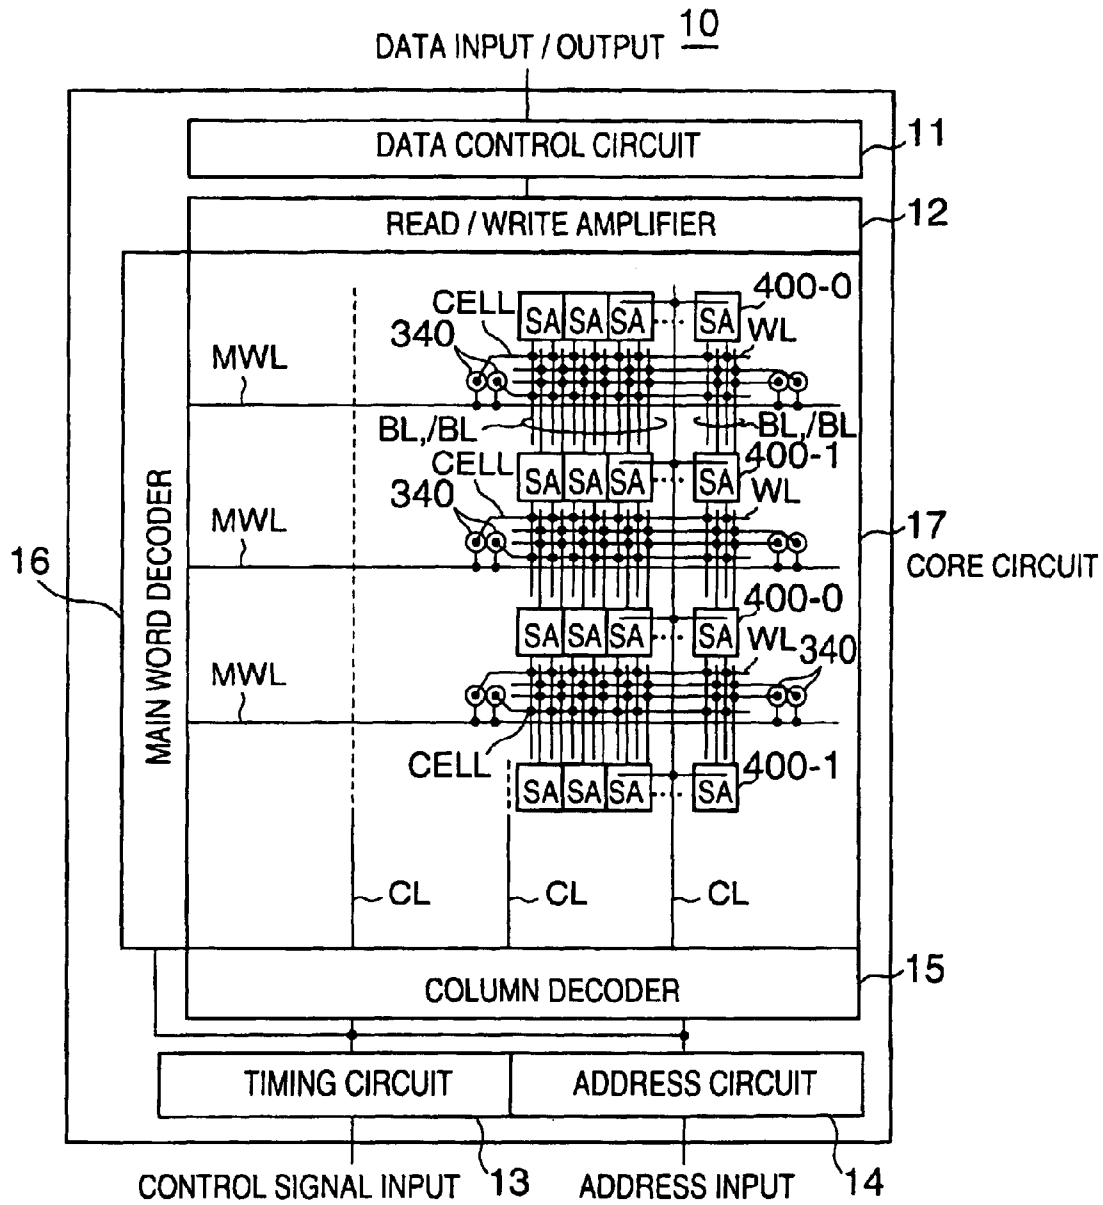 10
DATA INPUT / OUTPUT
DATA CONTROL CIRCUIT
11
READ / WRITE AMPLIFIER
12
MAIN WORD DECODER
16
17
CORE CIRCUIT
CELL
SA SA SA ..... SA
400-0
340
WL
MWL
BL,/BL
BL,/BL
CELL
SA SA SA ..... SA
400-1
340
WL
MWL
SA SA SA ..... SA
400-0
WL
340
MWL
CELL
SA SA SA ..... SA
400-1
CL
CL
CL
COLUMN DECODER
15
TIMING CIRCUIT
ADDRESS CIRCUIT
CONTROL SIGNAL INPUT
13
ADDRESS INPUT
14